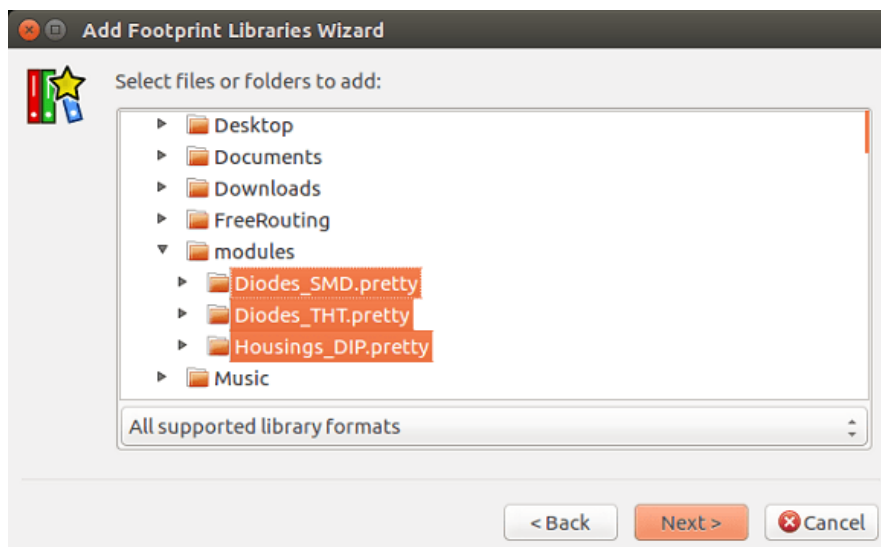 Add Footprint Libraries Wizard
Select files or folders to add:
Desktop
Documents
Downloads
FreeRouting
modules
Diodes_SMD.pretty
Diodes_THT.pretty
Housings_DIP.pretty
Music
All supported library formats
< Back Next > Cancel